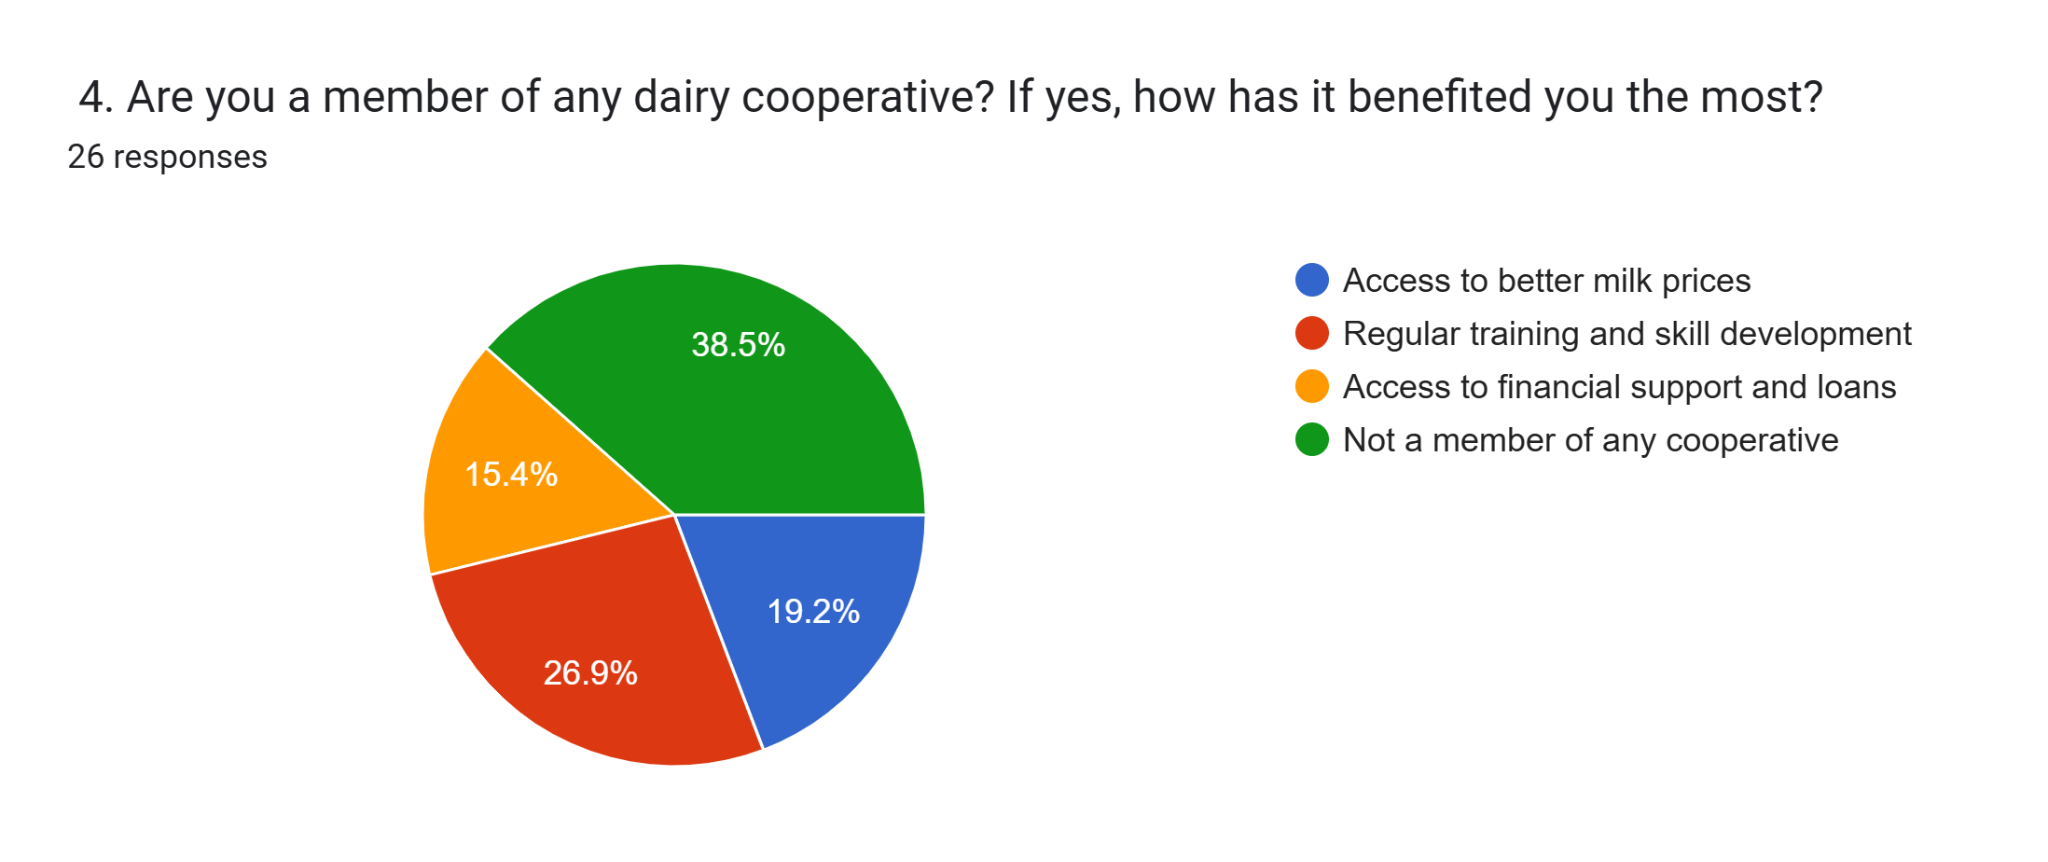 4. Are you a member of any dairy cooperative? If yes, how has it benefited you the most?
26 responses
38.5%
15.4%
19.2%
26.9%
Access to better milk prices
Regular training and skill development
Access to financial support and loans
Not a member of any cooperative